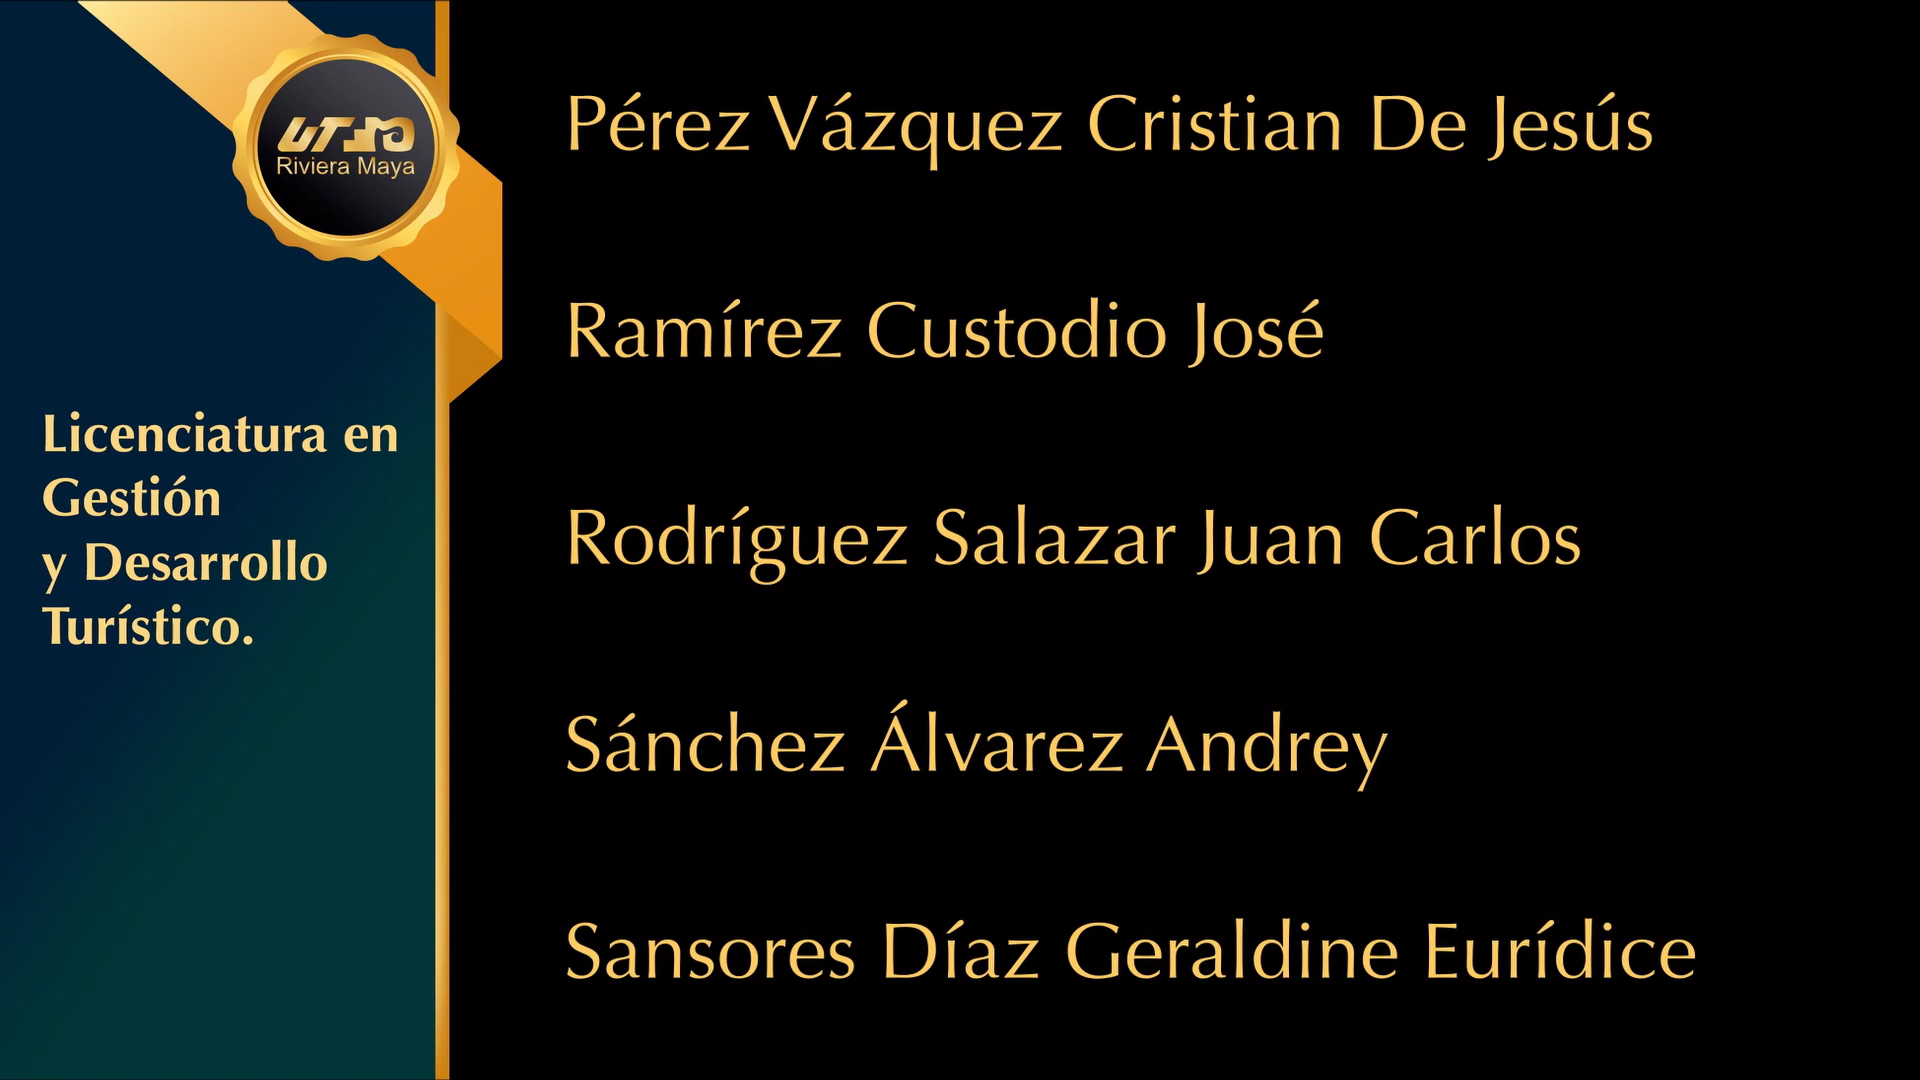 UTRM
Riviera Maya
Licenciatura en
Gestión
y Desarrollo
Turístico.
Pérez Vázquez Cristian De Jesús
Ramírez Custodio José
Rodríguez Salazar Juan Carlos
Sánchez Álvarez Andrey
Sansores Díaz Geraldine Eurídice